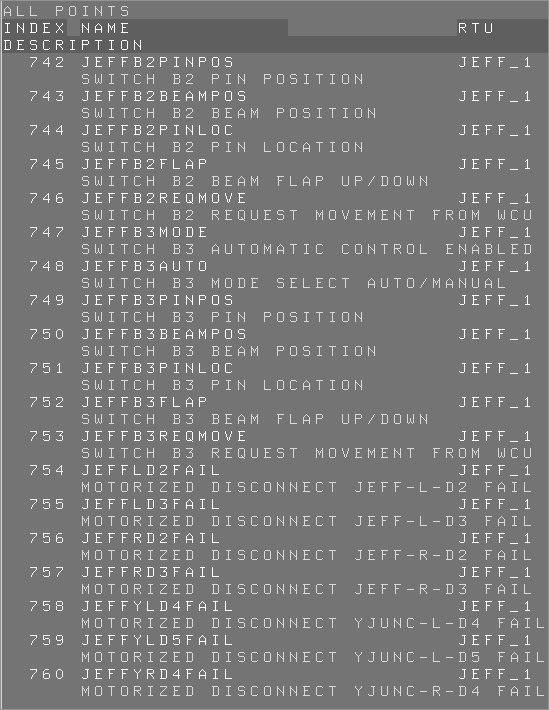 ALL POINTS
INDEX NAME RTU
DESCRIPTION
742 JEFFB2PINPOS JEFF_1
SWITCH B2 PIN POSITION
743 JEFFB2BEAMPOS JEFF_1
SWITCH B2 BEAM POSITION
744 JEFFB2PINLOC JEFF_1
SWITCH B2 PIN LOCATION
745 JEFFB2FLAP JEFF_1
SWITCH B2 BEAM FLAP UP/DOWN
746 JEFFB2REQMOVE JEFF_1
SWITCH B2 REQUEST MOVEMENT FROM WCU
747 JEFFB3MODE JEFF_1
SWITCH B3 AUTOMATIC CONTROL ENABLED
748 JEFFB3AUTO JEFF_1
SWITCH B3 MODE SELECT AUTO/MANUAL
749 JEFFB3PINPOS JEFF_1
SWITCH B3 PIN POSITION
750 JEFFB3BEAMPOS JEFF_1
SWITCH B3 BEAM POSITION
751 JEFFB3PINLOC JEFF_1
SWITCH B3 PIN LOCATION
752 JEFFB3FLAP JEFF_1
SWITCH B3 BEAM FLAP UP/DOWN
753 JEFFB3REQMOVE JEFF_1
SWITCH B3 REQUEST MOVEMENT FROM WCU
754 JEFFLD2FAIL JEFF_1
MOTORIZED DISCONNECT JEFF-L-D2 FAIL
755 JEFFLD3FAIL JEFF_1
MOTORIZED DISCONNECT JEFF-L-D3 FAIL
756 JEFFRD2FAIL JEFF_1
MOTORIZED DISCONNECT JEFF-R-D2 FAIL
757 JEFFRD3FAIL JEFF_1
MOTORIZED DISCONNECT JEFF-R-D3 FAIL
758 JEFFYLD4FAIL JEFF_1
MOTORIZED DISCONNECT YJUNC-L-D4 FAIL
759 JEFFYLD5FAIL JEFF_1
MOTORIZED DISCONNECT YJUNC-L-D5 FAIL
760 JEFFYRD4FAIL JEFF_1
MOTORIZED DISCONNECT YJUNC-R-D4 FAIL